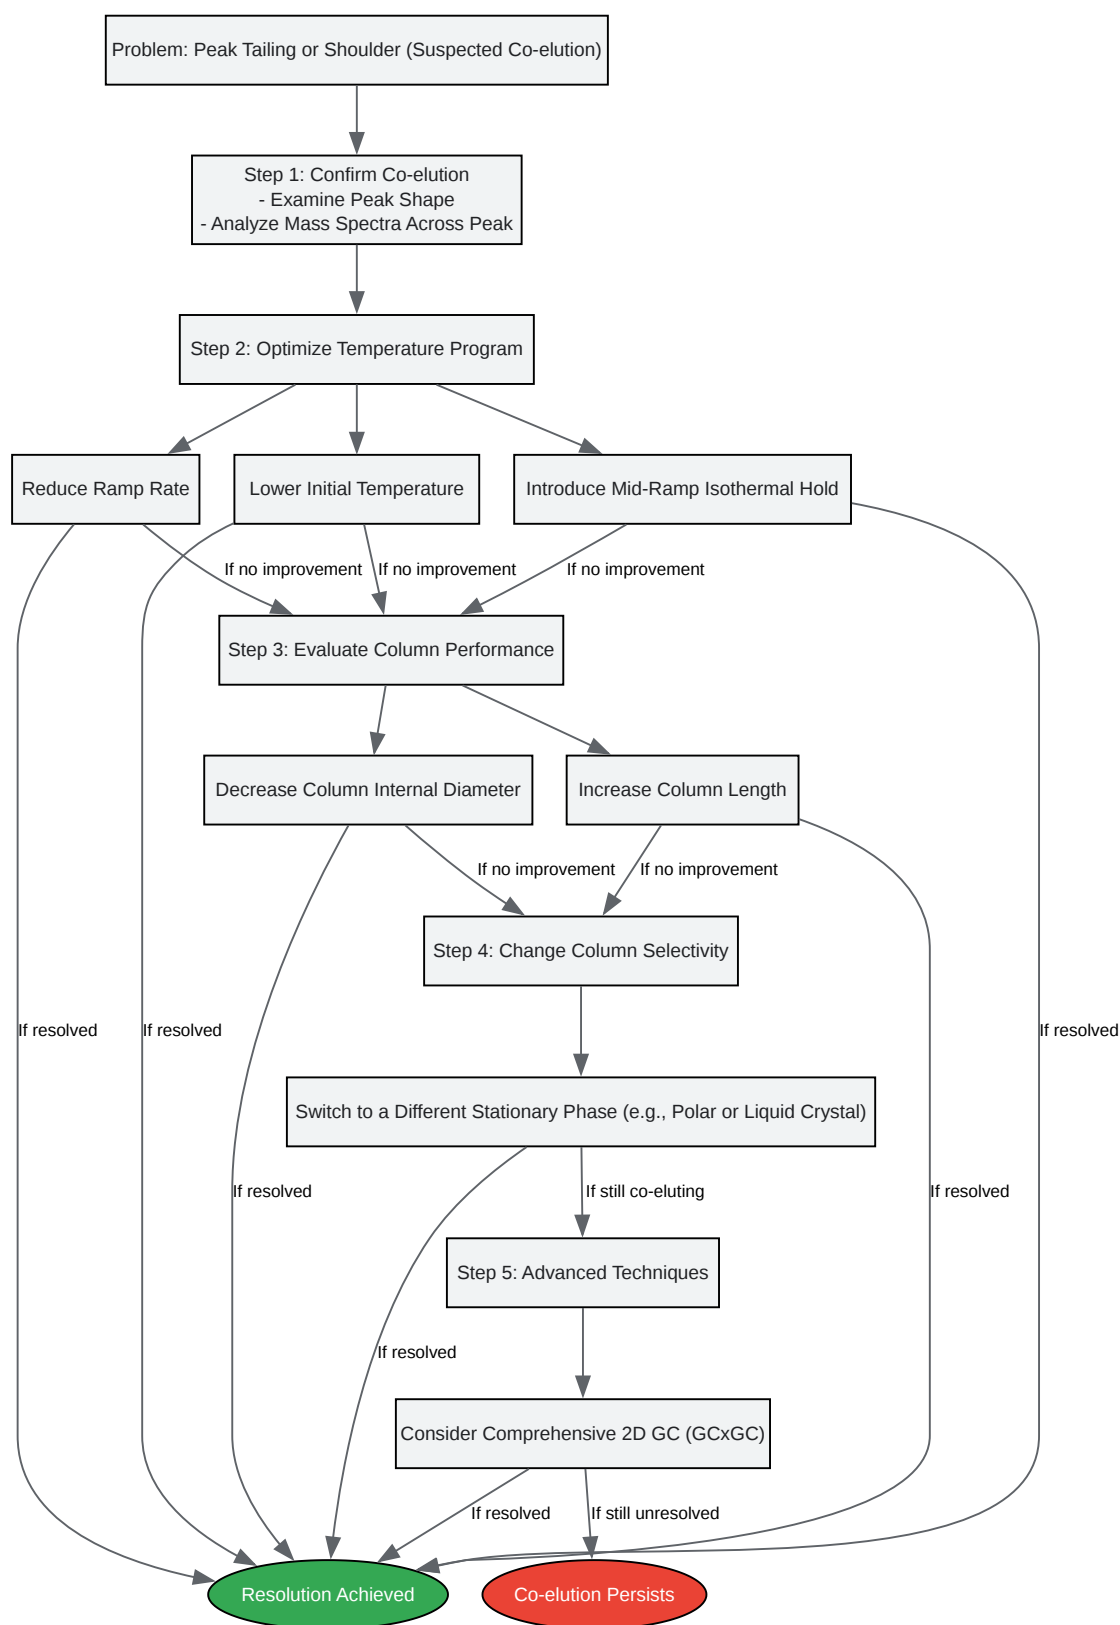 Problem: Peak Tailing or Shoulder (Suspected Co-elution)
Step 1: Confirm Co-elution
- Examine Peak Shape
- Analyze Mass Spectra Across Peak
Step 2: Optimize Temperature Program
Reduce Ramp Rate
Lower Initial Temperature
Introduce Mid-Ramp Isothermal Hold
If no improvement
If no improvement
If no improvement
Step 3: Evaluate Column Performance
Decrease Column Internal Diameter
Increase Column Length
If no improvement
If no improvement
Step 4: Change Column Selectivity
If resolved
If resolved
If resolved
Switch to a Different Stationary Phase (e.g., Polar or Liquid Crystal)
If resolved
If still co-eluting
If resolved
Step 5: Advanced Techniques
If resolved
Consider Comprehensive 2D GC (GCxGC)
If resolved
If still unresolved
Resolution Achieved
Co-elution Persists